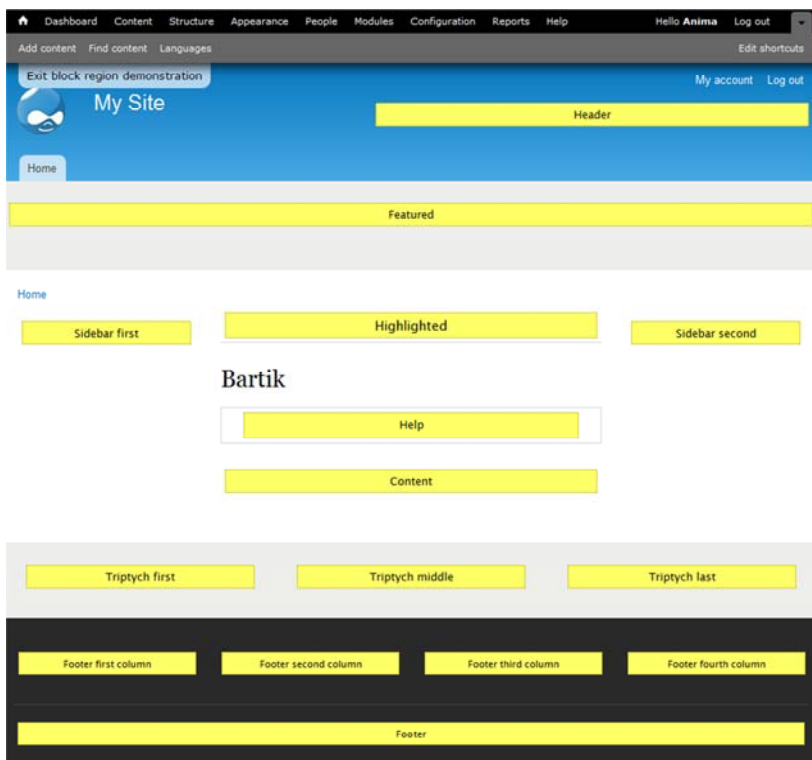 Dashboard Content Structure Appearance People Modules Configuration Reports Help Hello Anima Log out
Add content Find content Languages Edit shortcuts
Exit block region demonstration
My account Log out
My Site
Header
Home
Featured
Home
Sidebar first Highlighted Sidebar second
Bartik
Help
Content
Triptych first Triptych middle Triptych last
Footer first column Footer second column Footer third column Footer fourth column
Footer